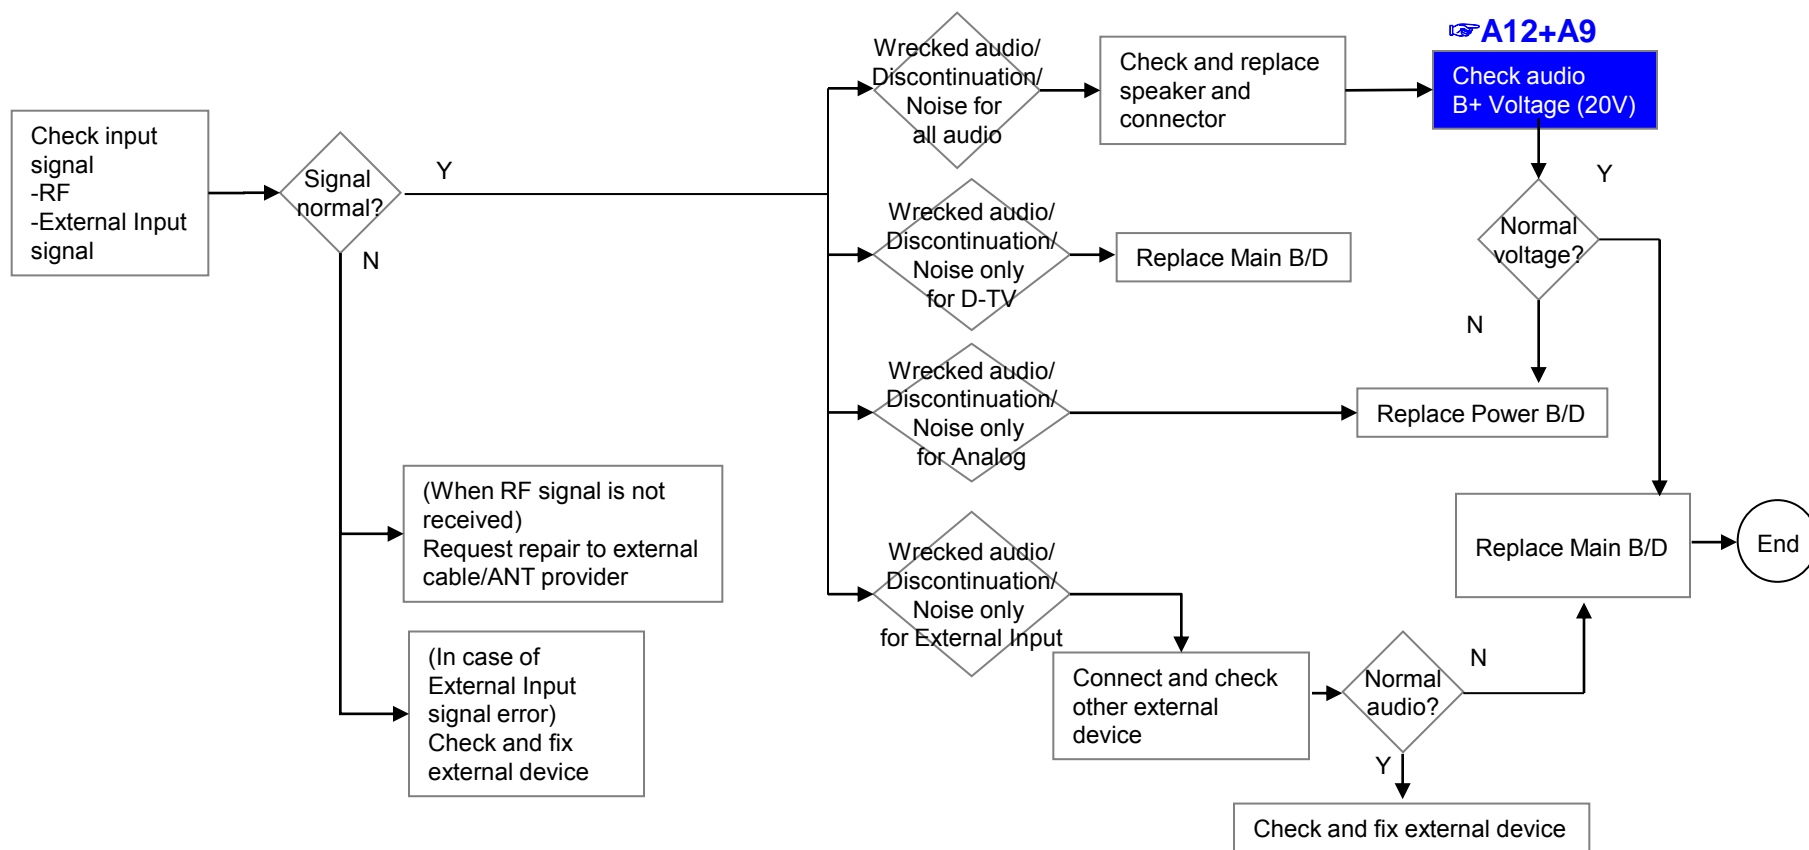 ☞A12+A9
Check input
signal
-RF
-External Input
signal
Signal
normal?
Y
N
Wrecked audio/
Discontinuation/
Noise for
all audio
Check and replace
speaker and
connector
Check audio
B+ Voltage (20V)
Y
Normal
voltage?
N
Wrecked audio/
Discontinuation/
Noise only
for D-TV
Replace Main B/D
Wrecked audio/
Discontinuation/
Noise only
for Analog
Replace Power B/D
(When RF signal is not
received)
Request repair to external
cable/ANT provider
(In case of
External Input
signal error)
Check and fix
external device
Wrecked audio/
Discontinuation/
Noise only
for External Input
Connect and check
other external
device
Normal
audio?
N
Y
Replace Main B/D
End
Check and fix external device